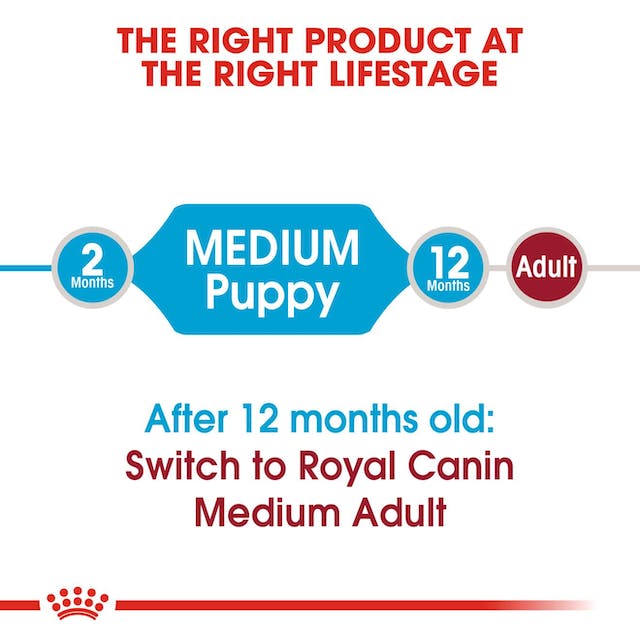 THE RIGHT PRODUCT AT
THE RIGHT LIFESTAGE
2
Months
MEDIUM
Puppy
12
Months
Adult
After 12 months old:
Switch to Royal Canin
Medium Adult